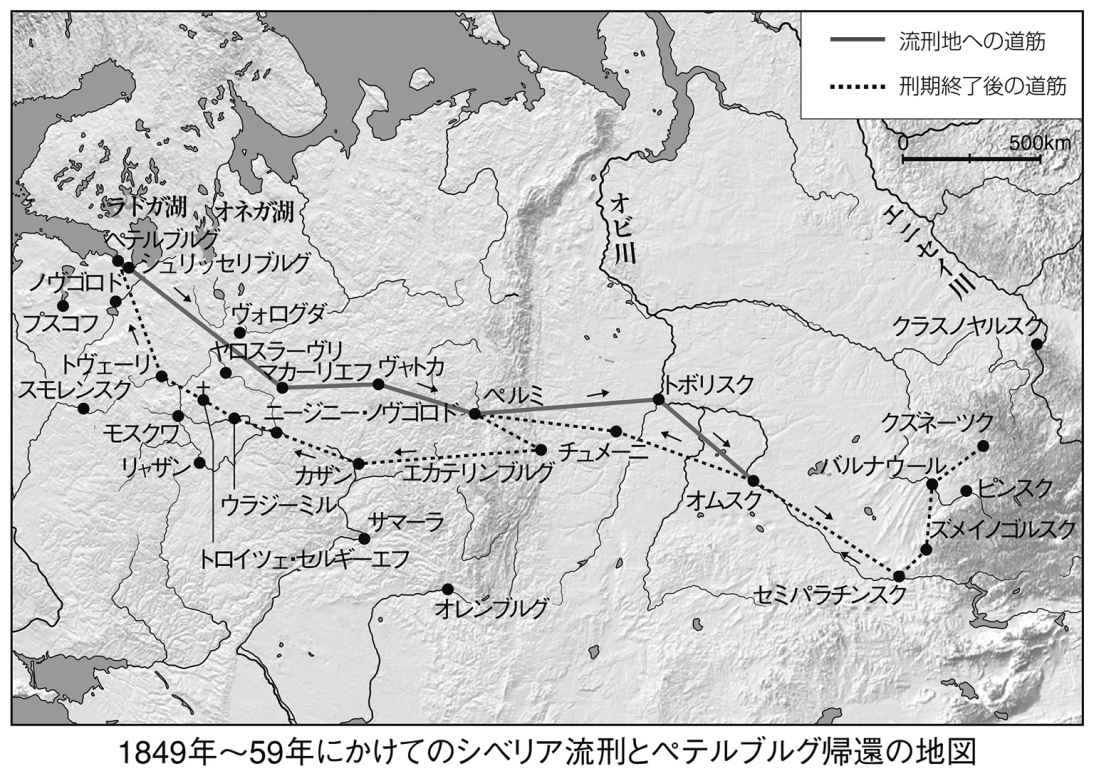 流刑地への道筋
刑期終了後の道筋
0 500km
ラドガ湖
オネガ湖
オビ川
エニセイ川
ペテルブルグ
シュリッセリブルグ
ノヴゴロド
プスコフ
ヴォログダ
クラスノヤルスク
ヤロスラーヴリ
トヴェーリ
マカーリエフ
ヴャトカ
スモレンスク
ペルミ
トボリスク
ニージニー・ノヴゴロド
クズネーツク
モスクワ
チュメーニ
リャザン
カザン
エカテリンブルグ
バルナウール
オムスク
ビンスク
ウラジーミル
サマーラ
ズメイノゴルスク
トロイツェ・セルギーエフ
セミパラチンスク
オレンブルグ
1849年～59年にかけてのシベリア流刑とペテルブルグ帰還の地図